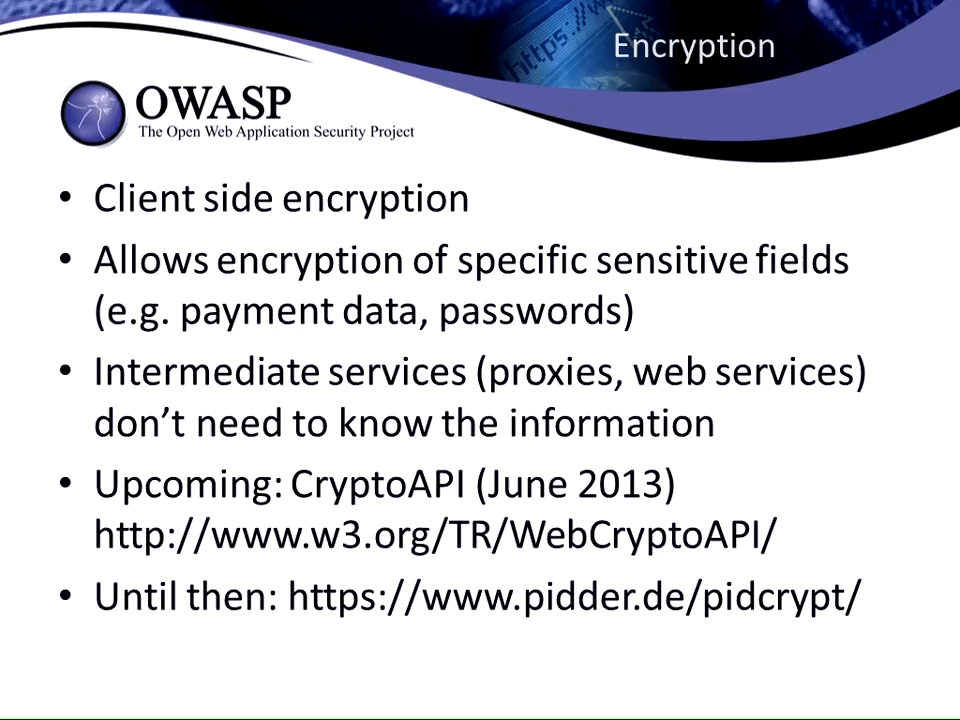 https://w
Encryption
OWASP
The Open Web Application Security Project
• Client side encryption
• Allows encryption of specific sensitive fields
(e.g. payment data, passwords)
• Intermediate services (proxies, web services)
don’t need to know the information
• Upcoming: CryptoAPI (June 2013)
http://www.w3.org/TR/WebCryptoAPI/
• Until then: https://www.pidder.de/pidcrypt/